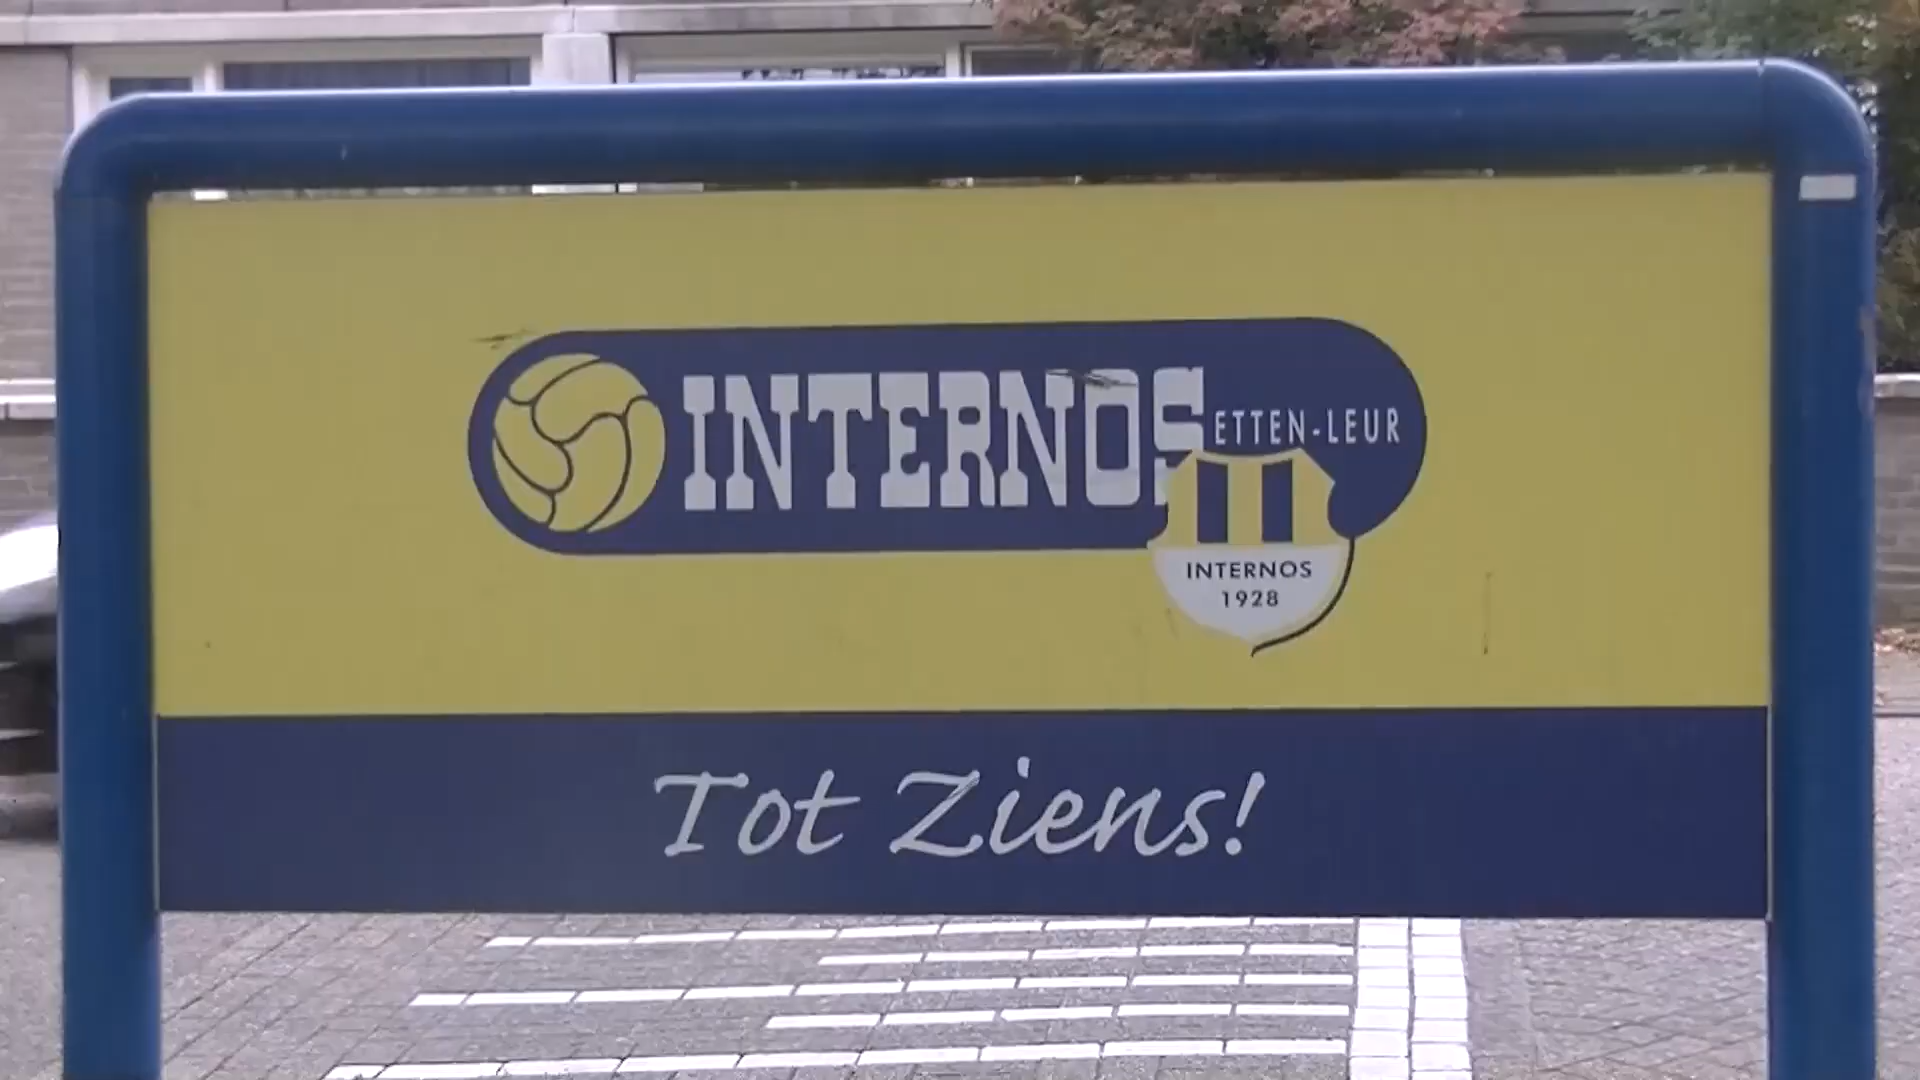 INTERNOS
ETTEN-LEUR
INTERNOS
1928
Tot Ziens!